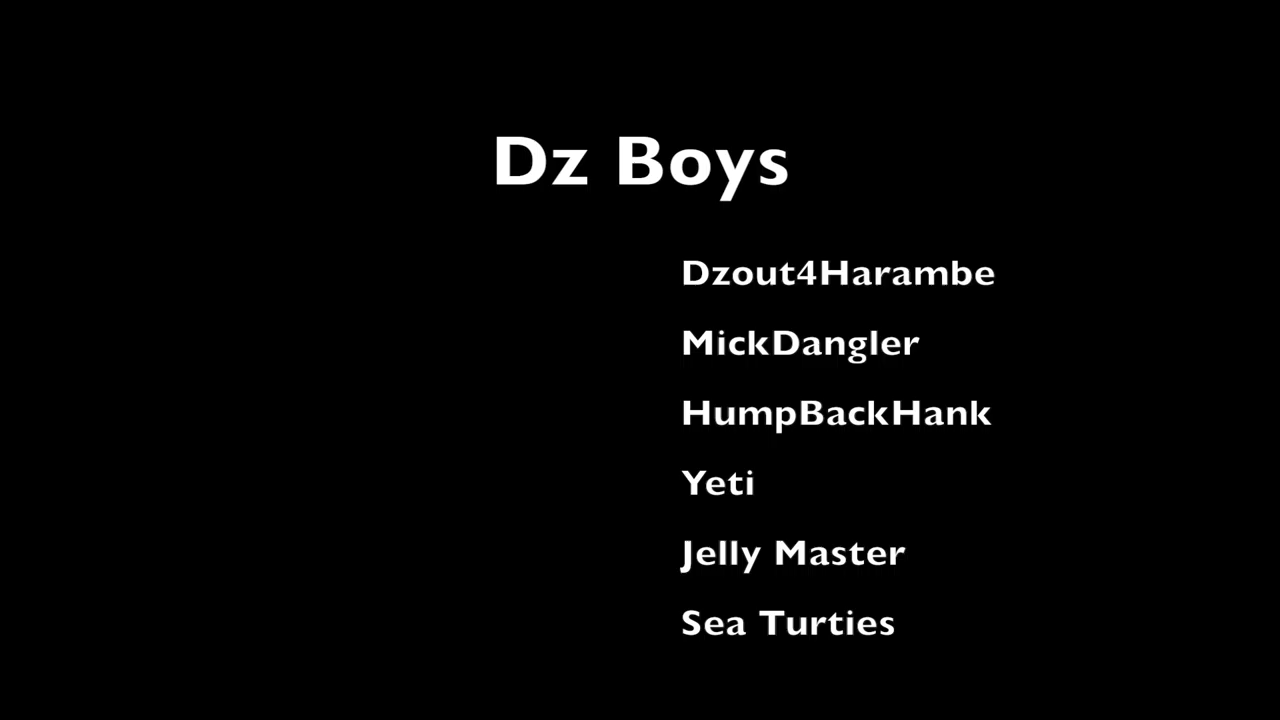 Dz Boys
Dzout4Harambe
MickDangler
HumpBackHank
Yeti
Jelly Master
Sea Turties